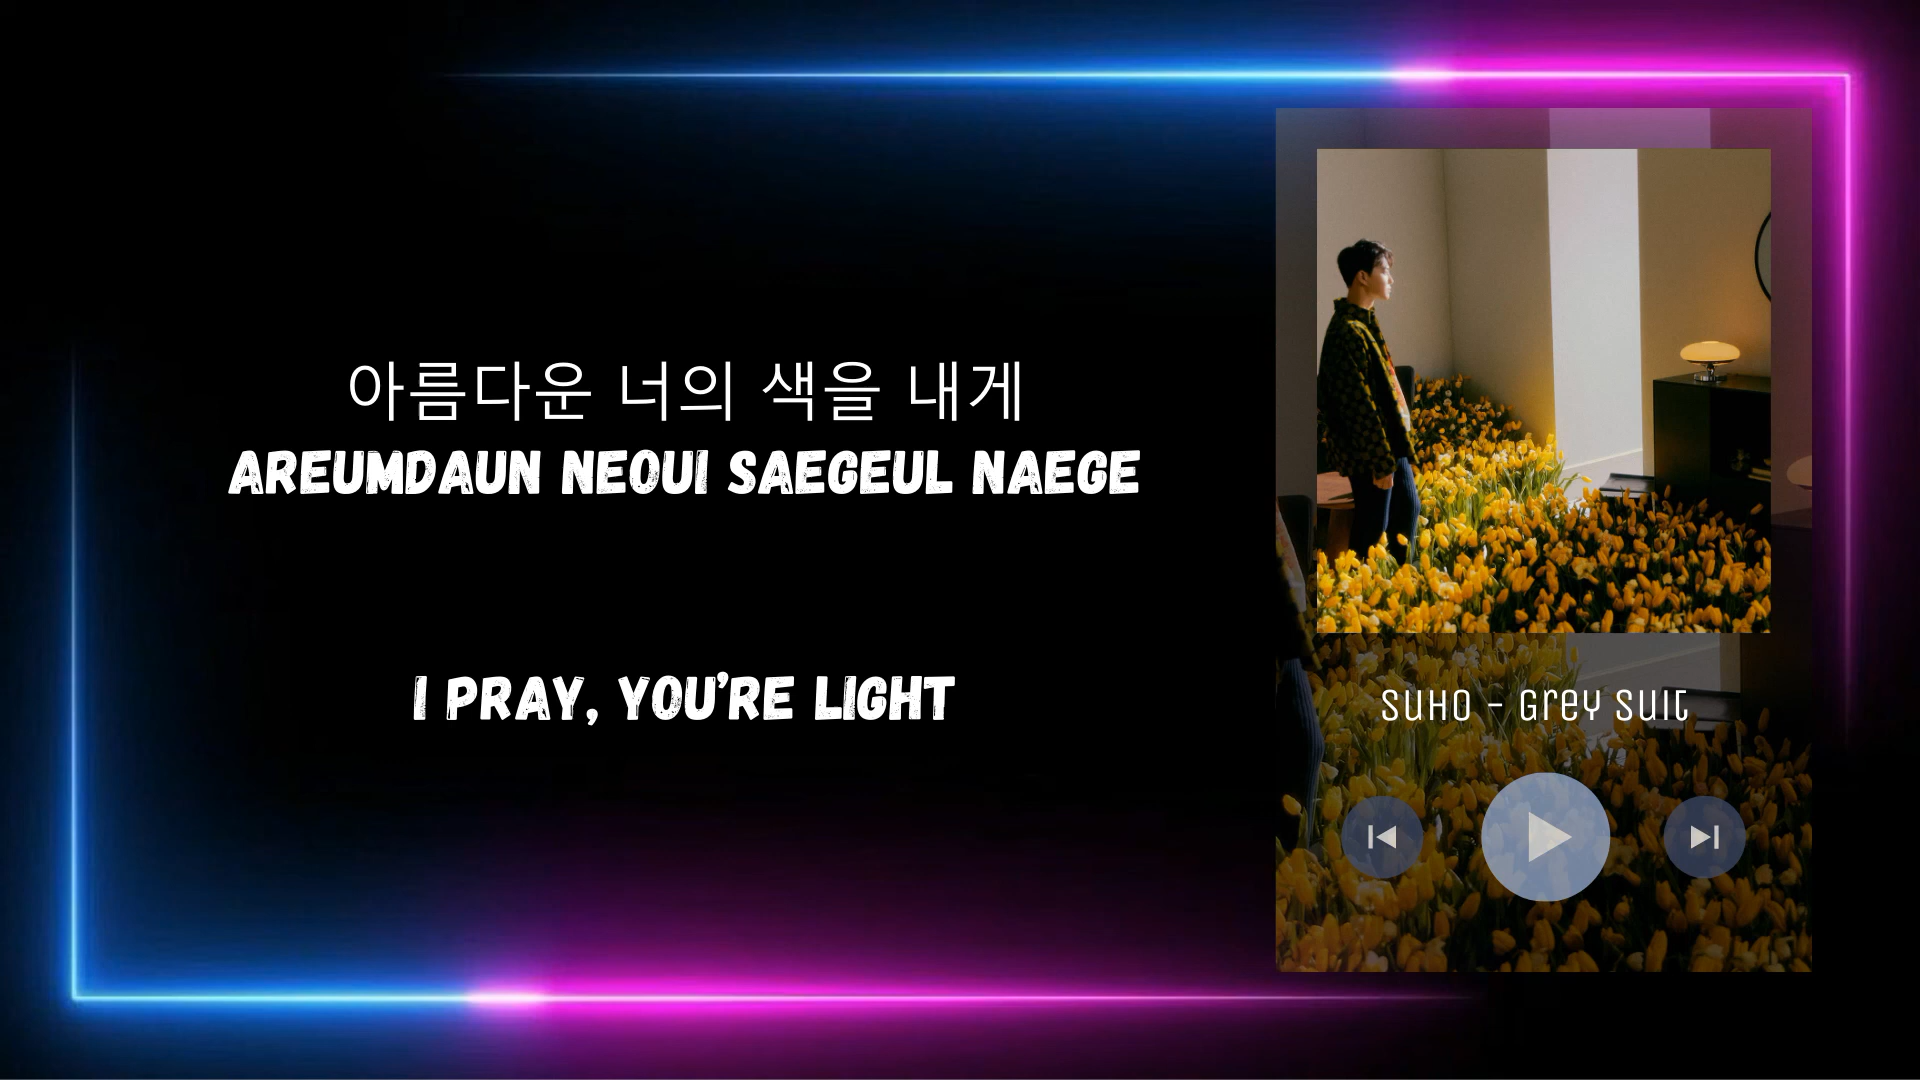 아름다운 너의 색을 내게
AREUMDAUN NEOUI SAEGEUL NAEGE
I PRAY, YOU'RE LIGHT
SUHO - Grey Suit